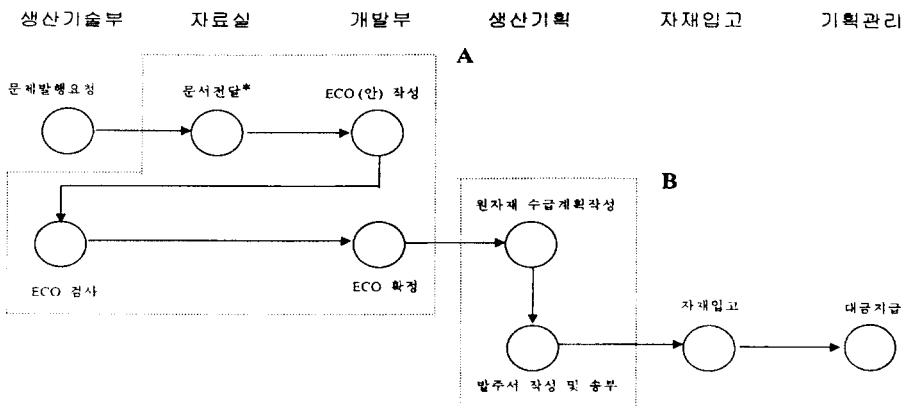 생산기술부 자료실 개발부 생산기획 자재입고 기획관리
A
문제발행요청 문서전달* ECO(안) 작성
B
원자재 수급계획작성
ECO 검사 ECO 확정
자재입고 대금지급
발주서 작성 및 송부